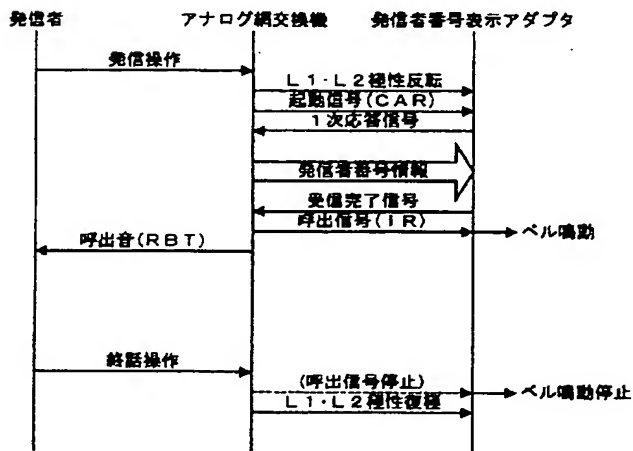 発信者 アナログ網交換機 発信者番号表示アダプタ
発信操作
L1・L2極性反転
起動信号(CAR)
1次応答信号
発信者番号情報
受信完了信号
呼出信号(IR) ベル鳴動
呼出音(RBT)
終話操作
(呼出信号停止) ベル鳴動停止
L1・L2極性復極